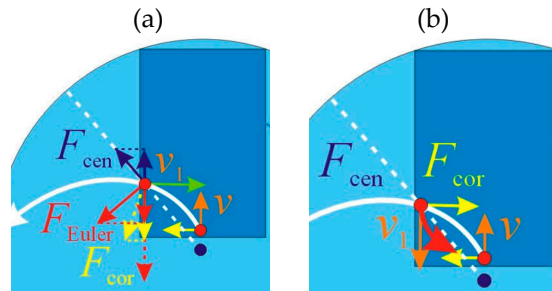 (a)
F_cen
v_1
F_Euler
v
F_cor
(b)
F_cen
F_cor
v_1
v